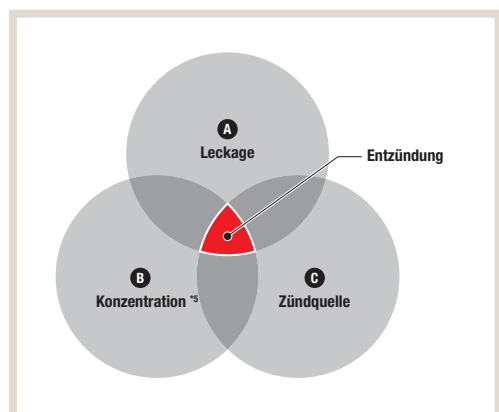 A
Leckage
Entzündung
B
Konzentration *5
C
Zündquelle